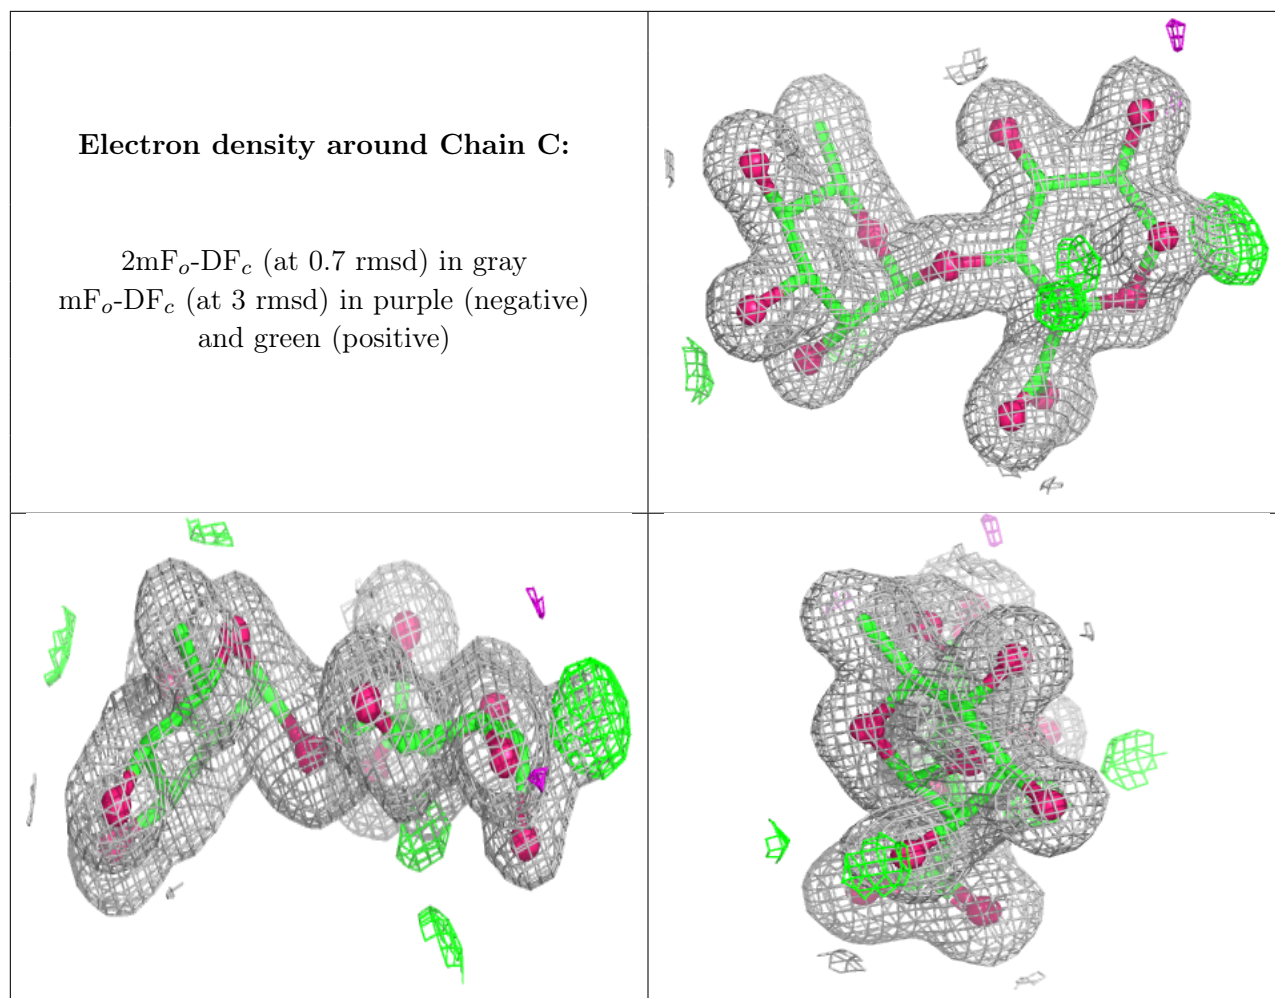 Electron density around Chain C:
2mFₒ-DF𝒸 (at 0.7 rmsd) in gray
mFₒ-DF𝒸 (at 3 rmsd) in purple (negative)
and green (positive)